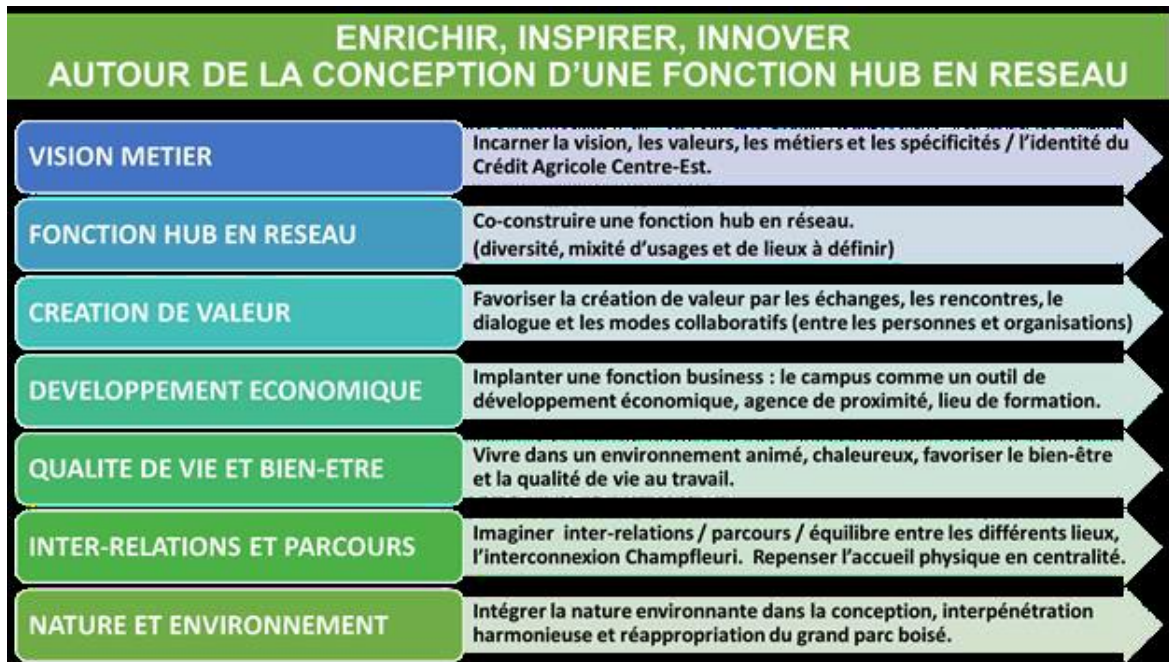 ENRICHIR, INSPIRER, INNOVER
AUTOUR DE LA CONCEPTION D'UNE FONCTION HUB EN RESEAU
VISION METIER
Incarner la vision, les valeurs, les métiers et les spécificités / l'identité du
Crédit Agricole Centre-Est.
FONCTION HUB EN RESEAU
Co-construire une fonction hub en réseau.
(diversité, mixité d'usages et de lieux à définir)
CREATION DE VALEUR
Favoriser la création de valeur par les échanges, les rencontres, le
dialogue et les modes collaboratifs (entre les personnes et organisations)
DEVELOPPEMENT ECONOMIQUE
Implanter une fonction business : le campus comme un outil de
développement économique, agence de proximité, lieu de formation.
QUALITE DE VIE ET BIEN-ETRE
Vivre dans un environnement animé, chaleureux, favoriser le bien-être
et la qualité de vie au travail.
INTER-RELATIONS ET PARCOURS
Imaginer inter-relations / parcours / équilibre entre les différents lieux,
l'interconnexion Champfleuri. Repenser l'accueil physique en centralité.
NATURE ET ENVIRONNEMENT
Intégrer la nature environnante dans la conception, interpénétration
harmonieuse et réappropriation du grand parc boisé.